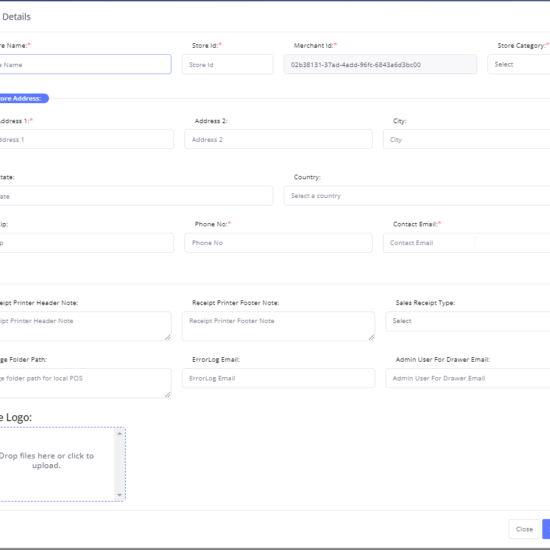 Details
re Name:* Store Id:* Merchant Id:* Store Category:*
Name Store Id 02b38131-37ad-4add-96fc-6843a6d3bc00 Select
ore Address:
ddress 1:* Address 2: City:
ddress 1 Address 2 City
tate: Country:
ate Select a country
ip: Phone No:* Contact Email:*
p Phone No Contact Email
eipt Printer Header Note: Receipt Printer Footer Note: Sales Receipt Type:
ipt Printer Header Note Receipt Printer Footer Note Select
ge Folder Path: ErrorLog Email: Admin User For Drawer Email:
ge folder path for local POS ErrorLog Email Admin User For Drawer Email
e Logo:
Drop files here or click to
upload.
Close